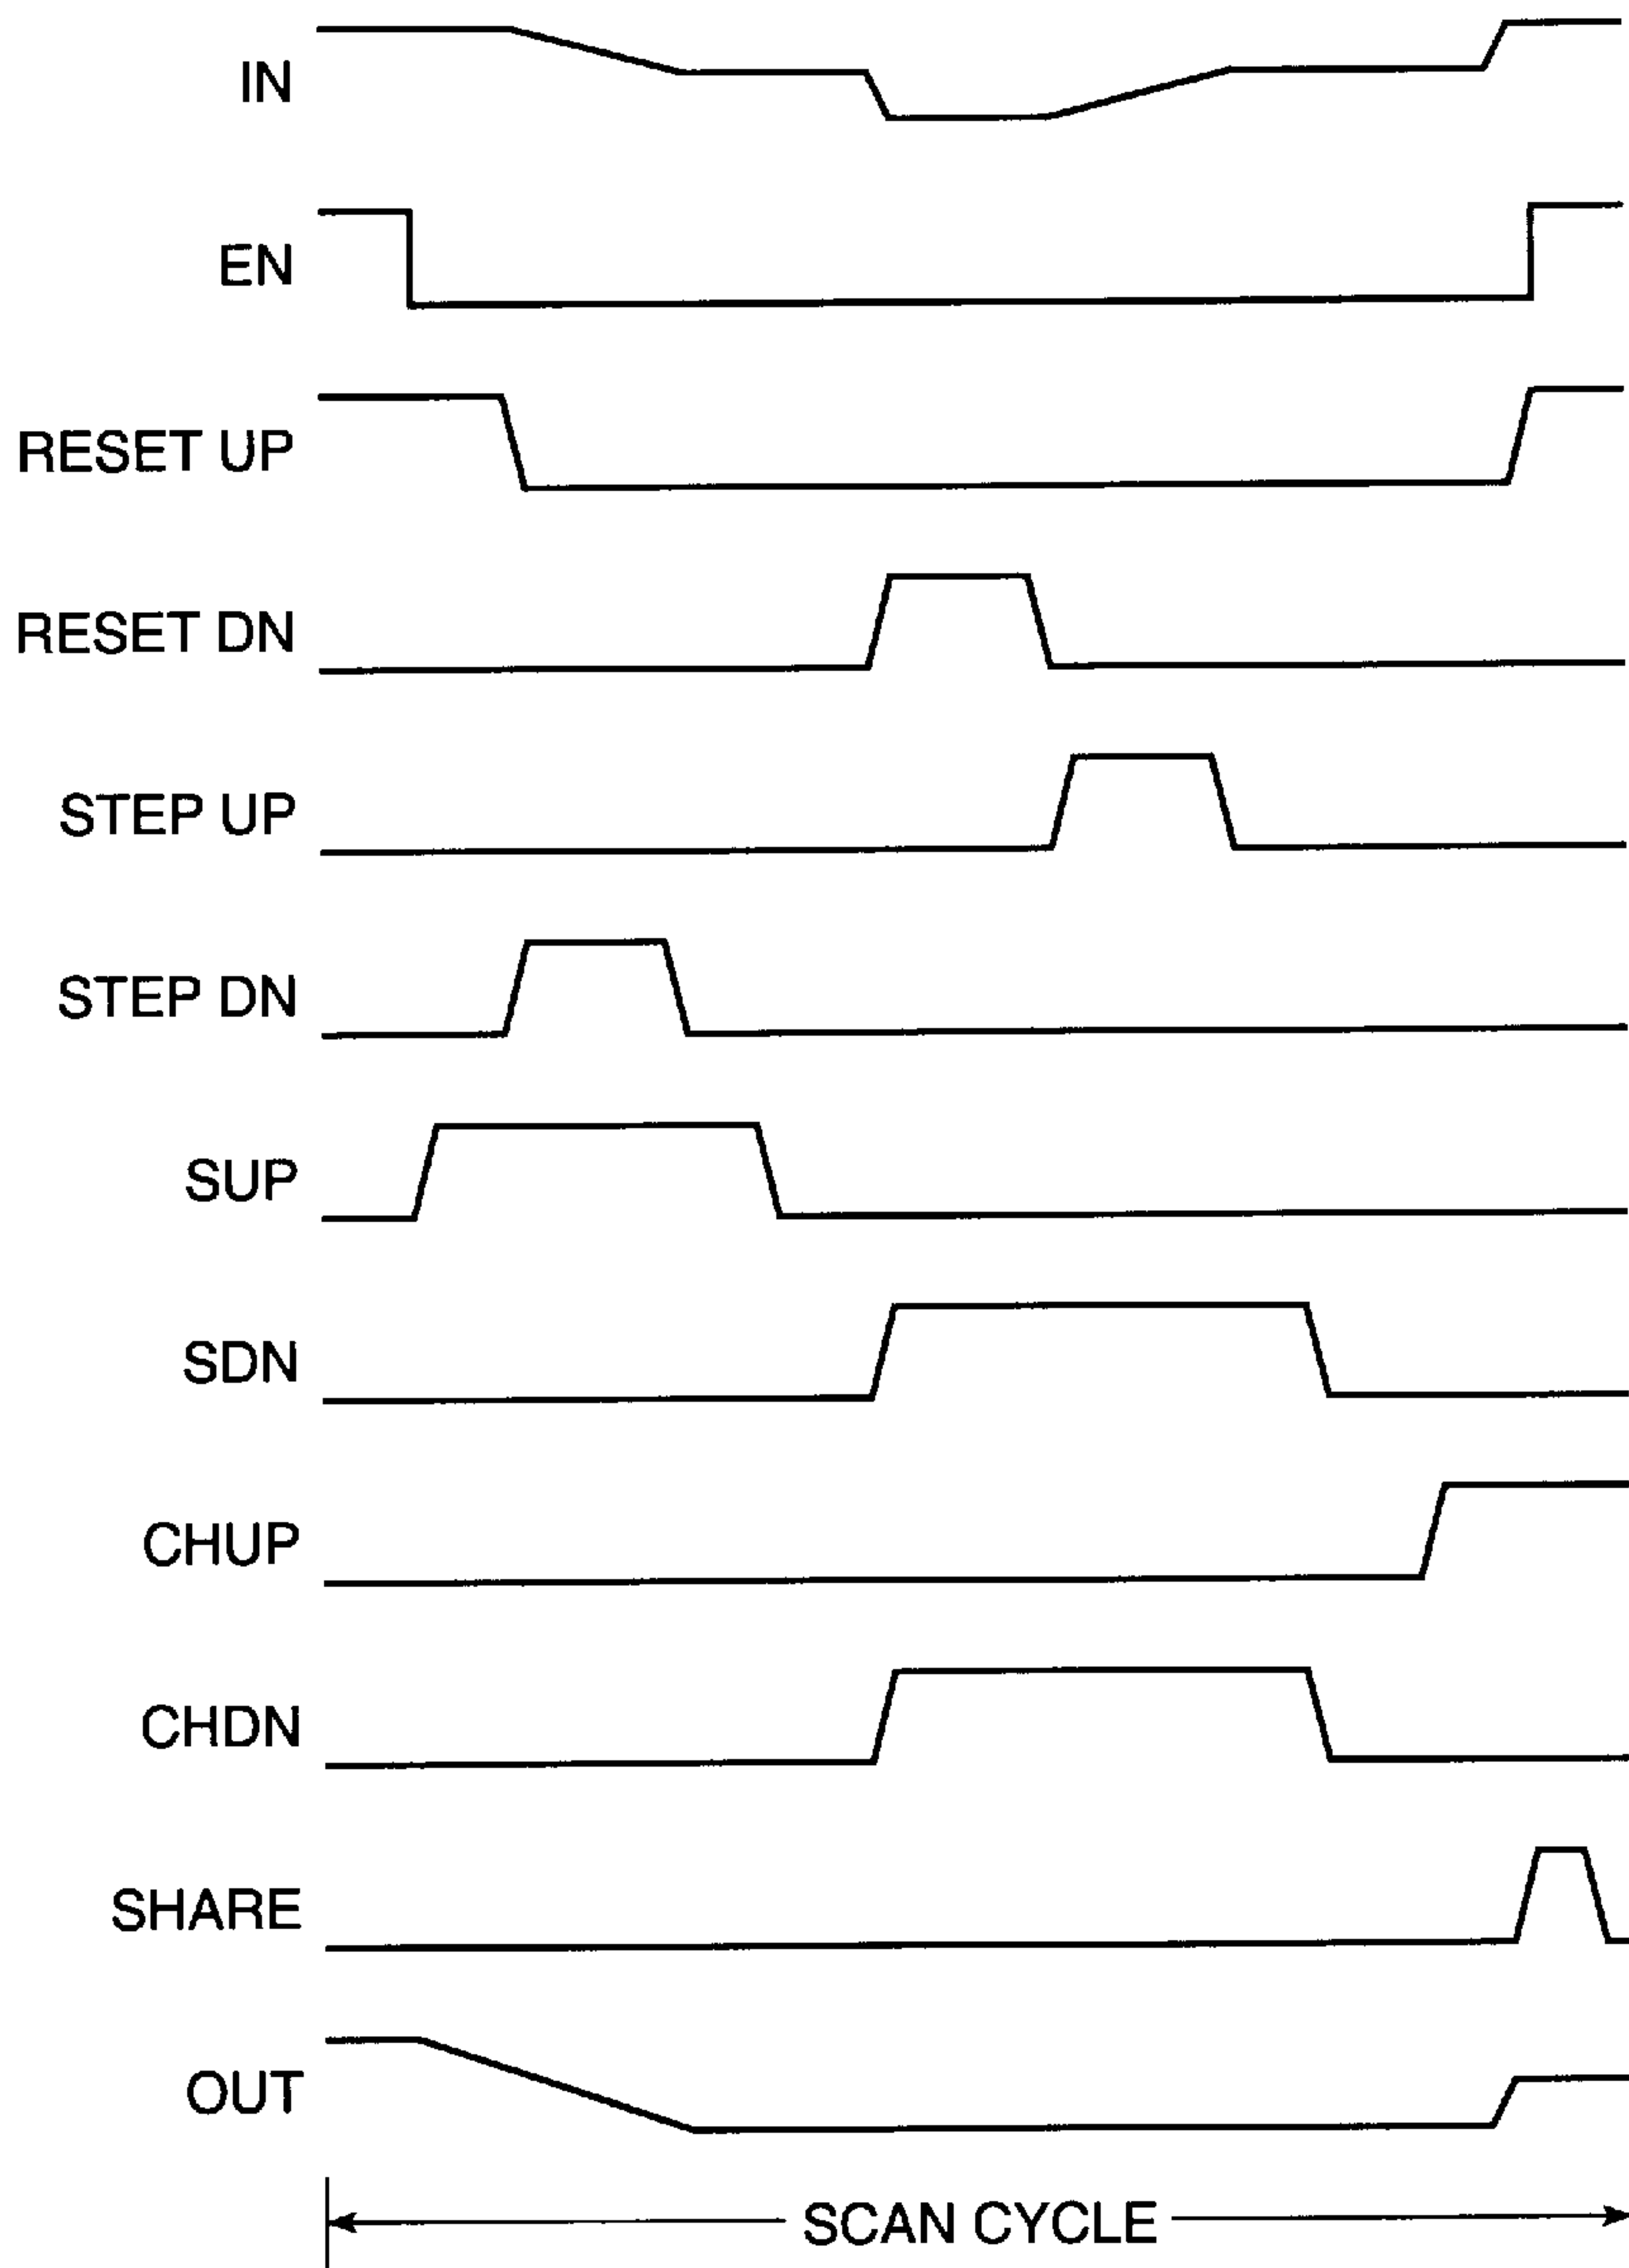 IN
EN
RESET UP
RESET DN
STEP UP
STEP DN
SUP
SDN
CHUP
CHDN
SHARE
OUT
SCAN CYCLE